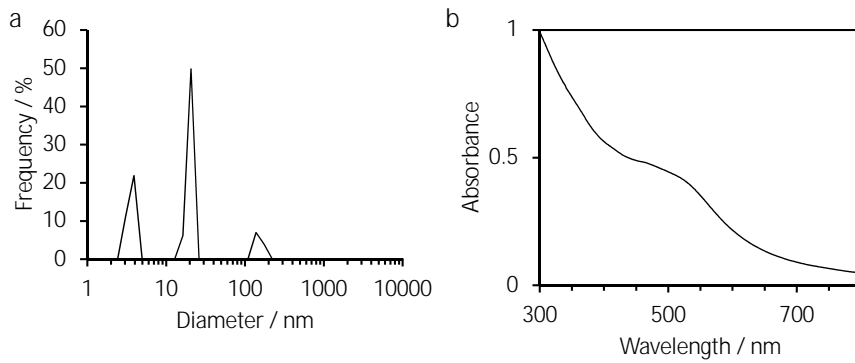 a
60
50
40
30
20
10
0
Frequency / %
1 10 100 1000 10000
Diameter / nm
b
1
0.5
0
Absorbance
300 500 700
Wavelength / nm